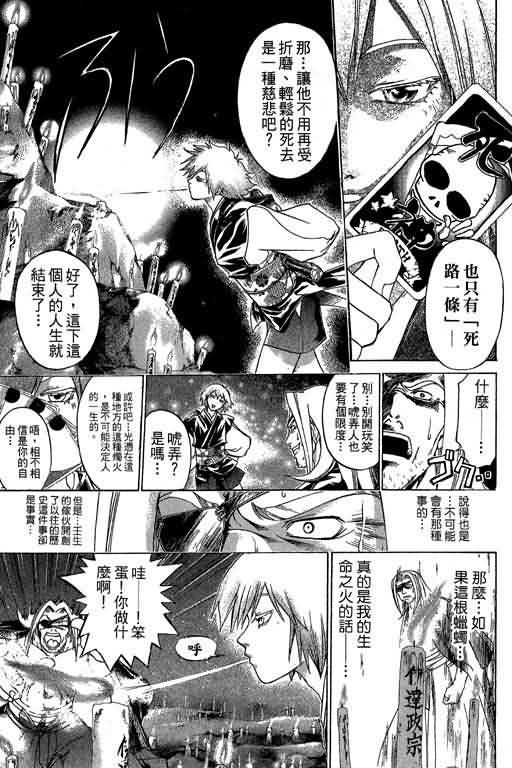 也只有「死
路一條」—
那…讓他不用再受
折磨、輕鬆的死去
是一種慈悲吧？
好了，這下這
個人的人生就
結束了…
什麼
…！
別…別開玩笑
了…唬弄人也
要有個限度…
唬弄？
是嗎…
或許吧…光憑在這
種地方的這種燭火
，是不可能決定人
的一生的。
唔，相不相
信是你的自
由…
說得也是
…不可能
會有那種
事的…
但是…壬生
的傢伙開創
了以往的歷
史這件事卻
是事實…
那麼…如
果這根蠟燭…
伊達政宗
真的是我的生
命之火的話—
呼
哇—！笨
蛋！你做什
麼啊！